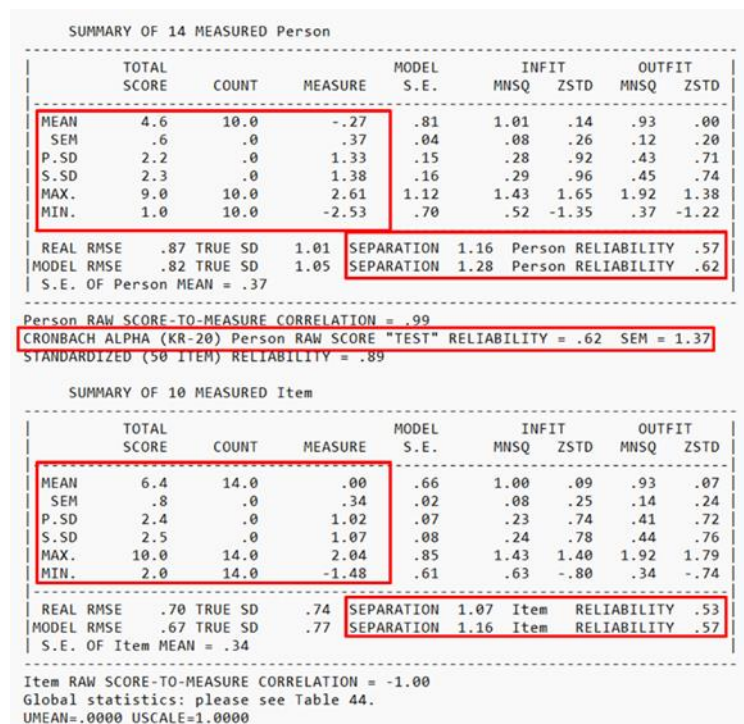 SUMMARY OF 14 MEASURED Person
TOTAL MODEL INFIT OUTFIT
SCORE COUNT MEASURE S.E. MNSQ ZSTD MNSQ ZSTD
MEAN 4.6 10.0 -.27 .81 1.01 .14 .93 .00
SEM .6 .0 .37 .04 .08 .26 .12 .20
P.SD 2.2 .0 1.33 .15 .28 .92 .43 .71
S.SD 2.3 .0 1.38 .16 .29 .96 .45 .74
MAX. 9.0 10.0 2.61 1.12 1.43 1.65 1.92 1.38
MIN. 1.0 10.0 -2.53 .70 .52 -1.35 .37 -1.22
REAL RMSE .87 TRUE SD 1.01 SEPARATION 1.16 Person RELIABILITY .57
MODEL RMSE .82 TRUE SD 1.05 SEPARATION 1.28 Person RELIABILITY .62
S.E. OF Person MEAN = .37
Person RAW SCORE-TO-MEASURE CORRELATION = .99
CRONBACH ALPHA (KR-20) Person RAW SCORE "TEST" RELIABILITY = .62 SEM = 1.37
STANDARDIZED (50 ITEM) RELIABILITY = .89
SUMMARY OF 10 MEASURED Item
TOTAL MODEL INFIT OUTFIT
SCORE COUNT MEASURE S.E. MNSQ ZSTD MNSQ ZSTD
MEAN 6.4 14.0 .00 .66 1.00 .09 .93 .07
SEM .8 .0 .34 .02 .08 .25 .14 .24
P.SD 2.4 .0 1.02 .07 .23 .74 .41 .72
S.SD 2.5 .0 1.07 .08 .24 .78 .44 .76
MAX. 10.0 14.0 2.04 .85 1.43 1.40 1.92 1.79
MIN. 2.0 14.0 -1.48 .61 .63 -.80 .34 -.74
REAL RMSE .70 TRUE SD .74 SEPARATION 1.07 Item RELIABILITY .53
MODEL RMSE .67 TRUE SD .77 SEPARATION 1.16 Item RELIABILITY .57
S.E. OF Item MEAN = .34
Item RAW SCORE-TO-MEASURE CORRELATION = -1.00
Global statistics: please see Table 44.
UMEAN=.0000 USCALE=1.0000